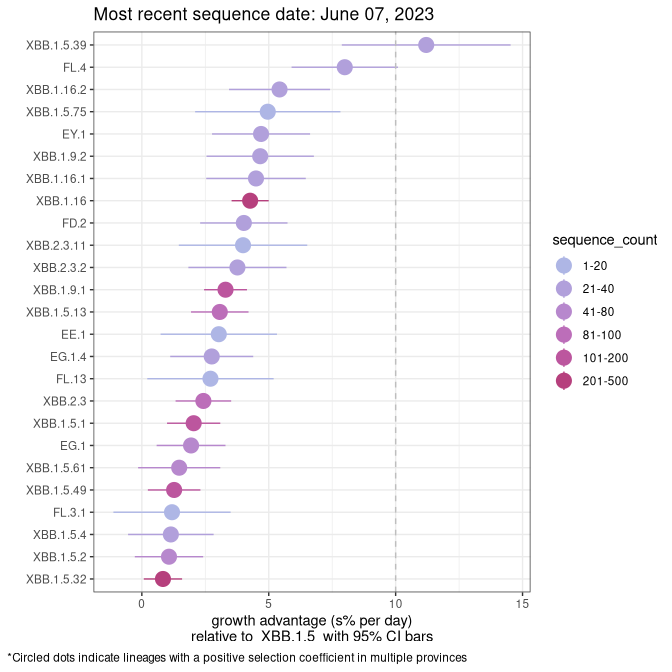 Most recent sequence date: June 07, 2023
XBB.1.5.39
FL.4
XBB.1.16.2
XBB.1.5.75
EY.1
XBB.1.9.2
XBB.1.16.1
XBB.1.16
FD.2
XBB.2.3.11
XBB.2.3.2
XBB.1.9.1
XBB.1.5.13
EE.1
EG.1.4
FL.13
XBB.2.3
XBB.1.5.1
EG.1
XBB.1.5.61
XBB.1.5.49
FL.3.1
XBB.1.5.4
XBB.1.5.2
XBB.1.5.32
0 5 10 15
growth advantage (s% per day)
relative to XBB.1.5 with 95% CI bars
sequence_count
1-20
21-40
41-80
81-100
101-200
201-500
*Circled dots indicate lineages with a positive selection coefficient in multiple provinces